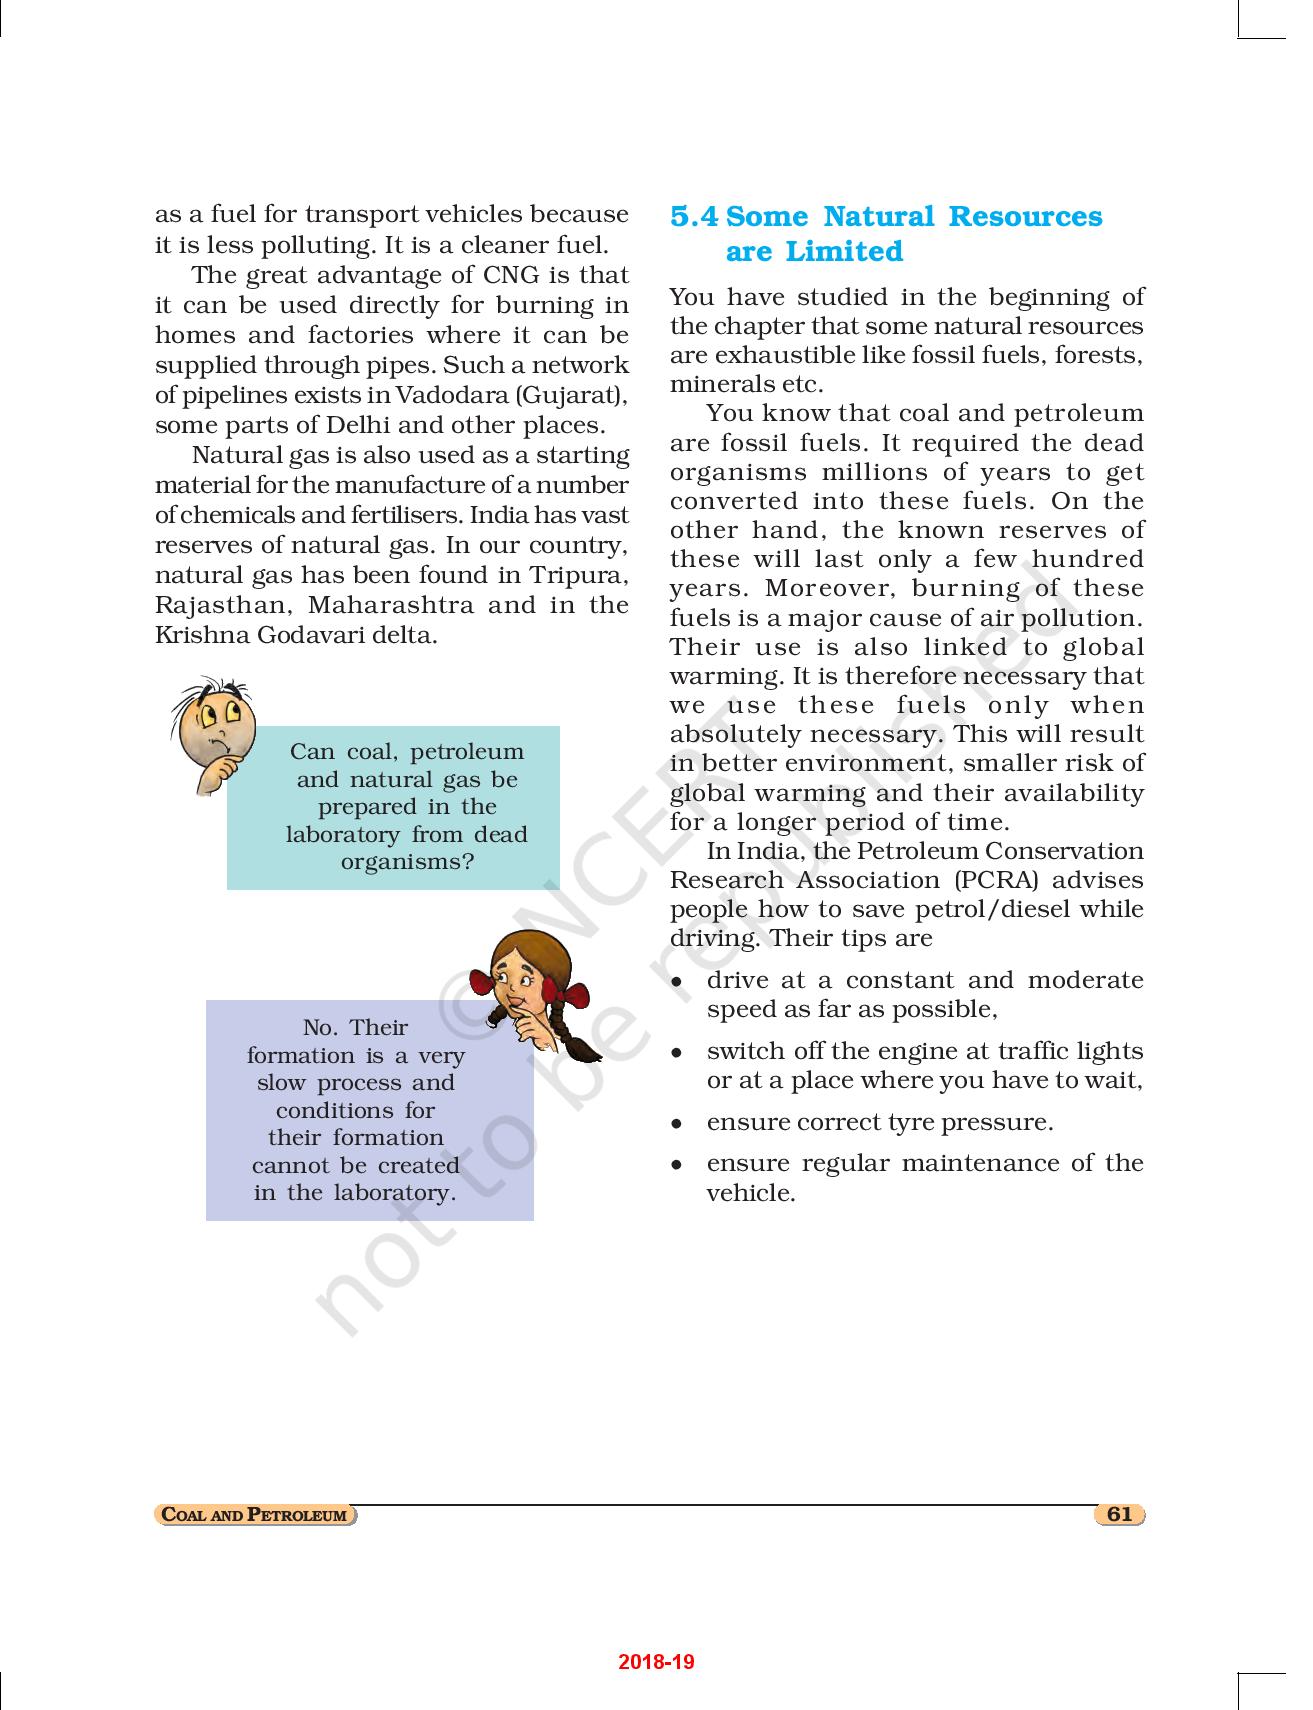 as a fuel for transport vehicles because
it is less polluting. It is a cleaner fuel.
The great advantage of CNG is that
it can be used directly for burning in
homes and factories where it can be
supplied through pipes. Such a network
of pipelines exists in Vadodara (Gujarat),
some parts of Delhi and other places.
Natural gas is also used as a starting
material for the manufacture of a number
of chemicals and fertilisers. India has vast
reserves of natural gas. In our country,
natural gas has been found in Tripura,
Rajasthan, Maharashtra and in the
Krishna Godavari delta.
Can coal, petroleum
and natural gas be
prepared in the
laboratory from dead
organisms?
No. Their
formation is a very
slow process and
conditions for
their formation
cannot be created
in the laboratory.
5.4 Some Natural Resources
are Limited
You have studied in the beginning of
the chapter that some natural resources
are exhaustible like fossil fuels, forests,
minerals etc.
You know that coal and petroleum
are fossil fuels. It required the dead
organisms millions of years to get
converted into these fuels. On the
other hand, the known reserves of
these will last only a few hundred
years. Moreover, burning of these
fuels is a major cause of air pollution.
Their use is also linked to global
warming. It is therefore necessary that
we use these fuels only when
absolutely necessary. This will result
in better environment, smaller risk of
global warming and their availability
for a longer period of time.
In India, the Petroleum Conservation
Research Association (PCRA) advises
people how to save petrol/diesel while
driving. Their tips are
● drive at a constant and moderate
speed as far as possible,
● switch off the engine at traffic lights
or at a place where you have to wait,
● ensure correct tyre pressure.
● ensure regular maintenance of the
vehicle.
© NCERT
not to be republished
COAL AND PETROLEUM
61
2018-19